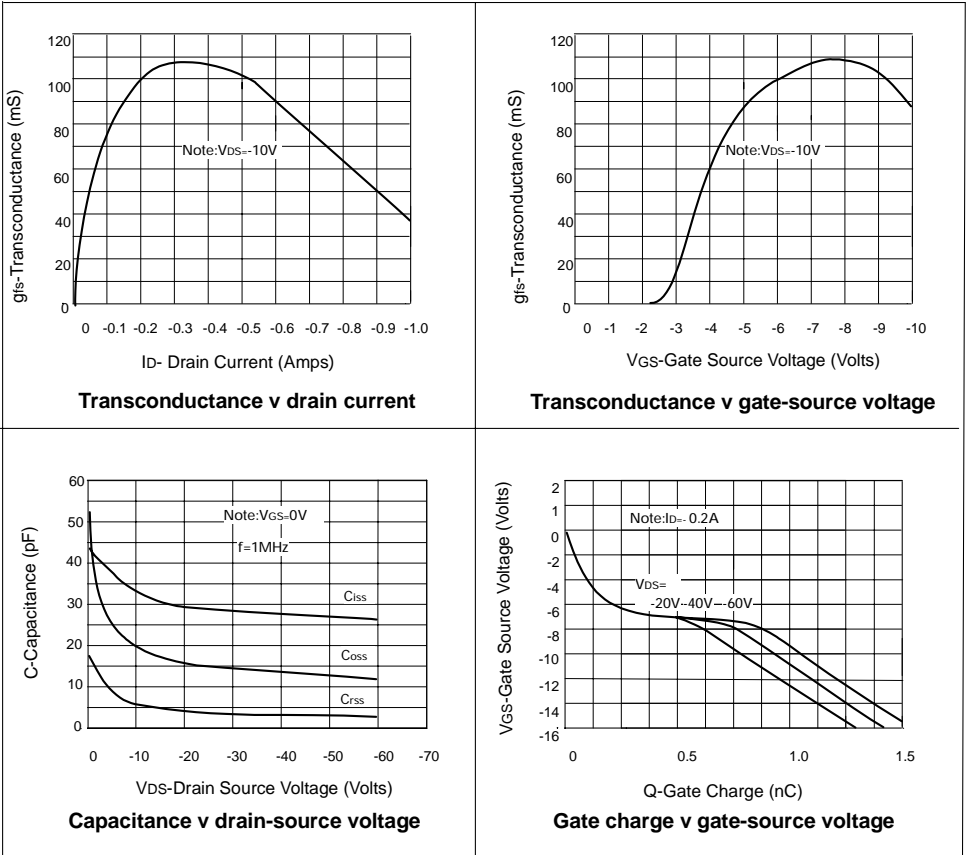 120
100
80
60
40
20
0
gfs-Transconductance (mS)
Note:VDS=-10V
0 -0.1 -0.2 -0.3 -0.4 -0.5 -0.6 -0.7 -0.8 -0.9 -1.0
ID- Drain Current (Amps)
Transconductance v drain current
120
100
80
60
40
20
0
gfs-Transconductance (mS)
Note:VDS=-10V
0 -1 -2 -3 -4 -5 -6 -7 -8 -9 -10
VGS-Gate Source Voltage (Volts)
Transconductance v gate-source voltage
60
50
40
30
20
10
0
C-Capacitance (pF)
Note:VGS=0V
f=1MHz
Ciss
Coss
Crss
0 -10 -20 -30 -40 -50 -60 -70
VDS-Drain Source Voltage (Volts)
Capacitance v drain-source voltage
2
1
0
-2
-4
-6
-8
-10
-12
-14
-16
VGS-Gate Source Voltage (Volts)
Note:ID=- 0.2A
VDS=
-20V -40V -60V
0 0.5 1.0 1.5
Q-Gate Charge (nC)
Gate charge v gate-source voltage